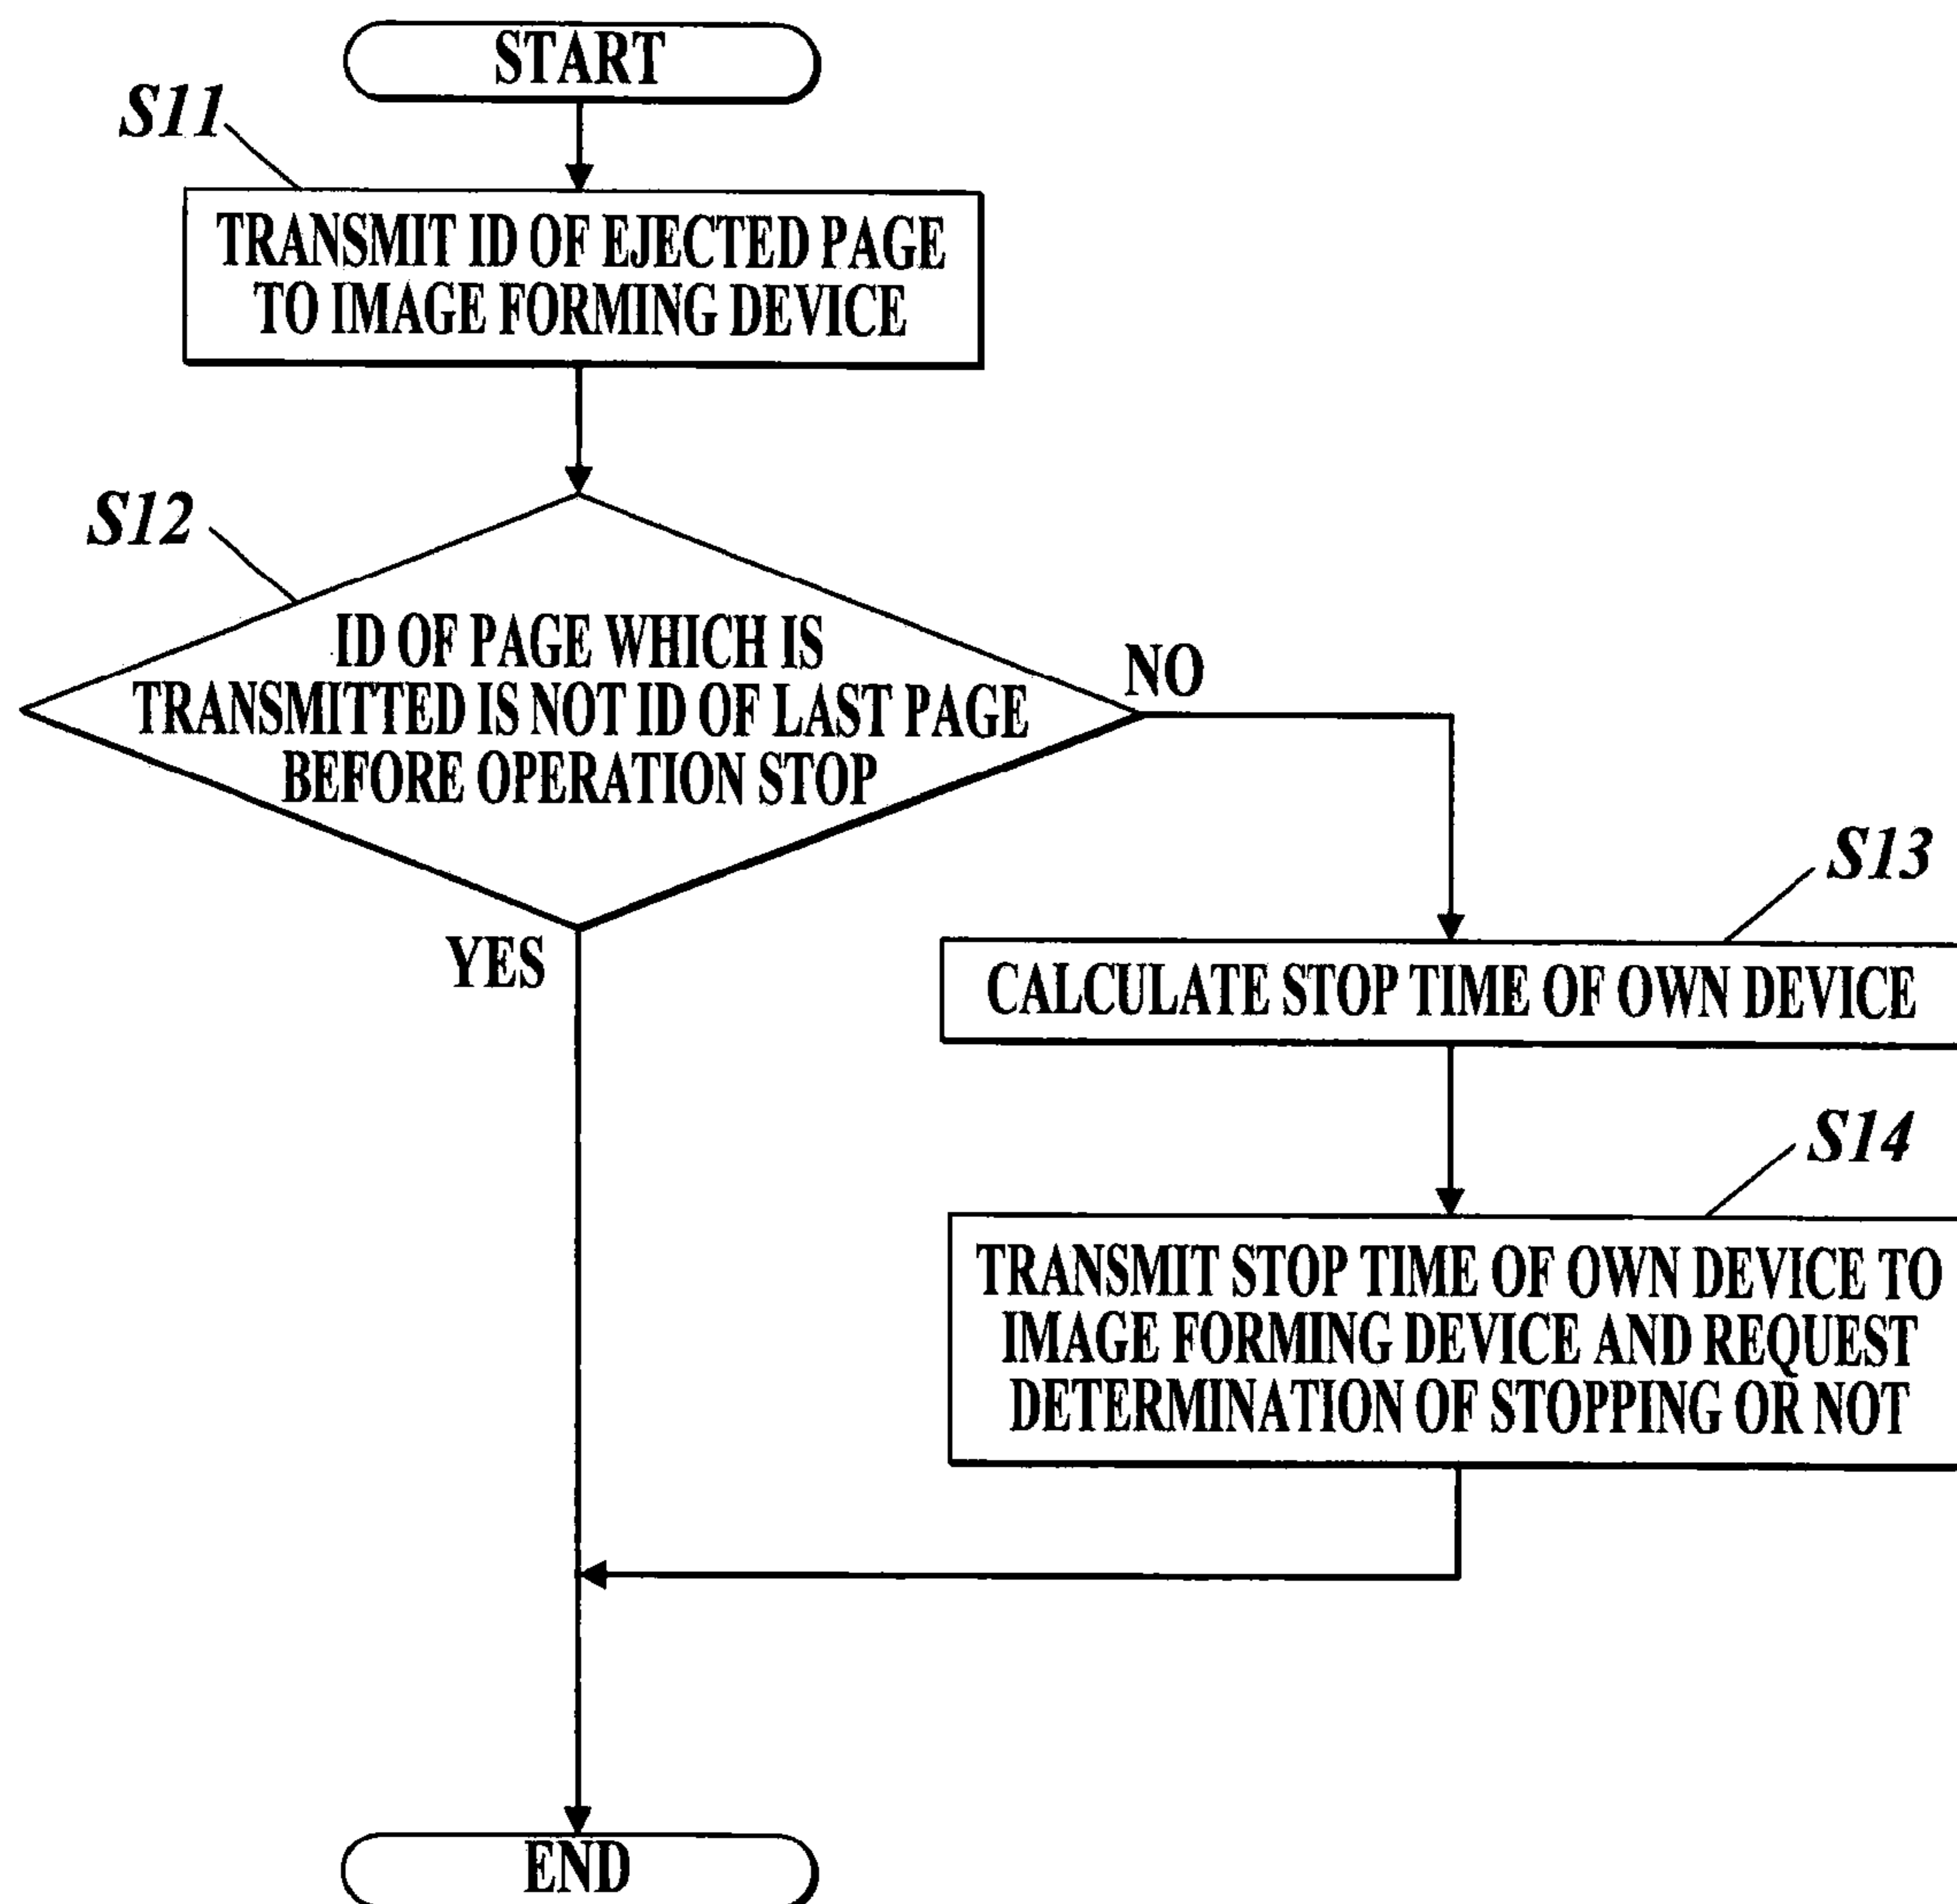 START
S11
TRANSMIT ID OF EJECTED PAGE
TO IMAGE FORMING DEVICE
S12
ID OF PAGE WHICH IS
TRANSMITTED IS NOT ID OF LAST PAGE
BEFORE OPERATION STOP
NO
YES
S13
CALCULATE STOP TIME OF OWN DEVICE
S14
TRANSMIT STOP TIME OF OWN DEVICE TO
IMAGE FORMING DEVICE AND REQUEST
DETERMINATION OF STOPPING OR NOT
END